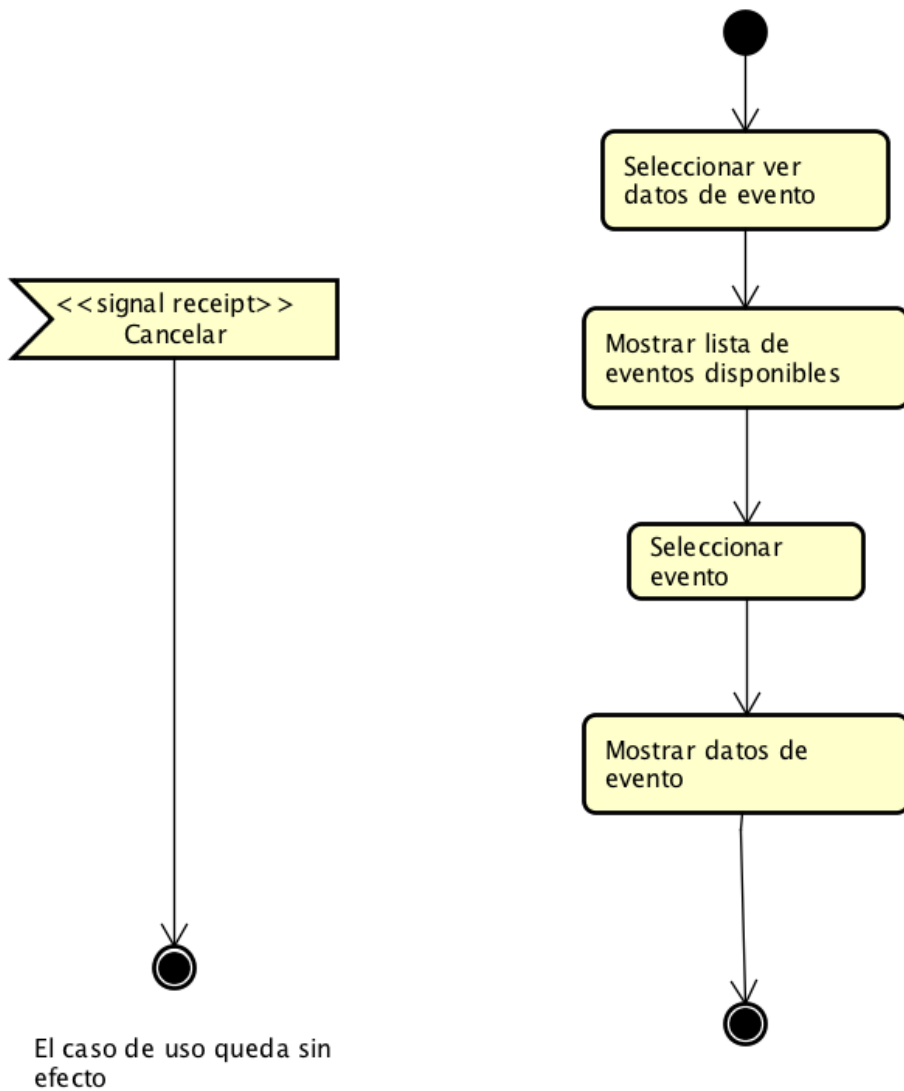 Seleccionar ver
datos de evento
<<signal receipt>>
Cancelar
Mostrar lista de
eventos disponibles
Seleccionar
evento
Mostrar datos de
evento
El caso de uso queda sin
efecto